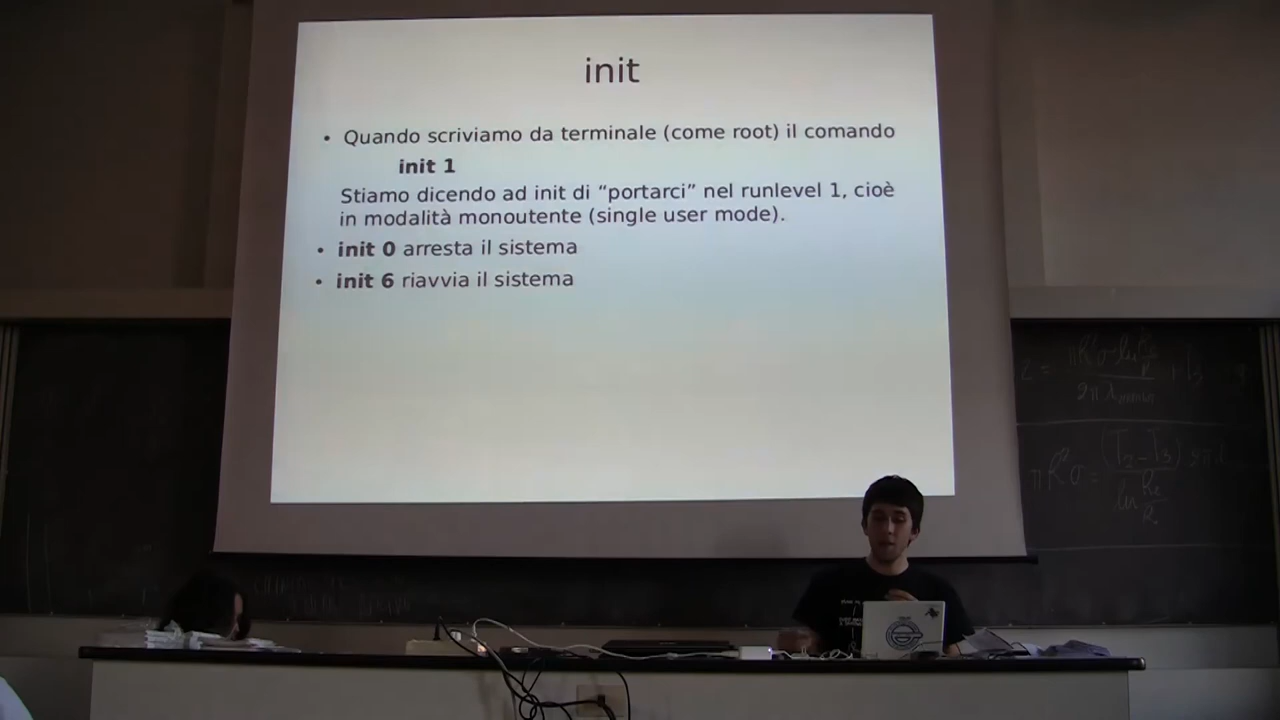 init
• Quando scriviamo da terminale (come root) il comando
init 1
Stiamo dicendo ad init di “portarci” nel runlevel 1, cioè
in modalità monoutente (single user mode).
• init 0 arresta il sistema
• init 6 riavvia il sistema